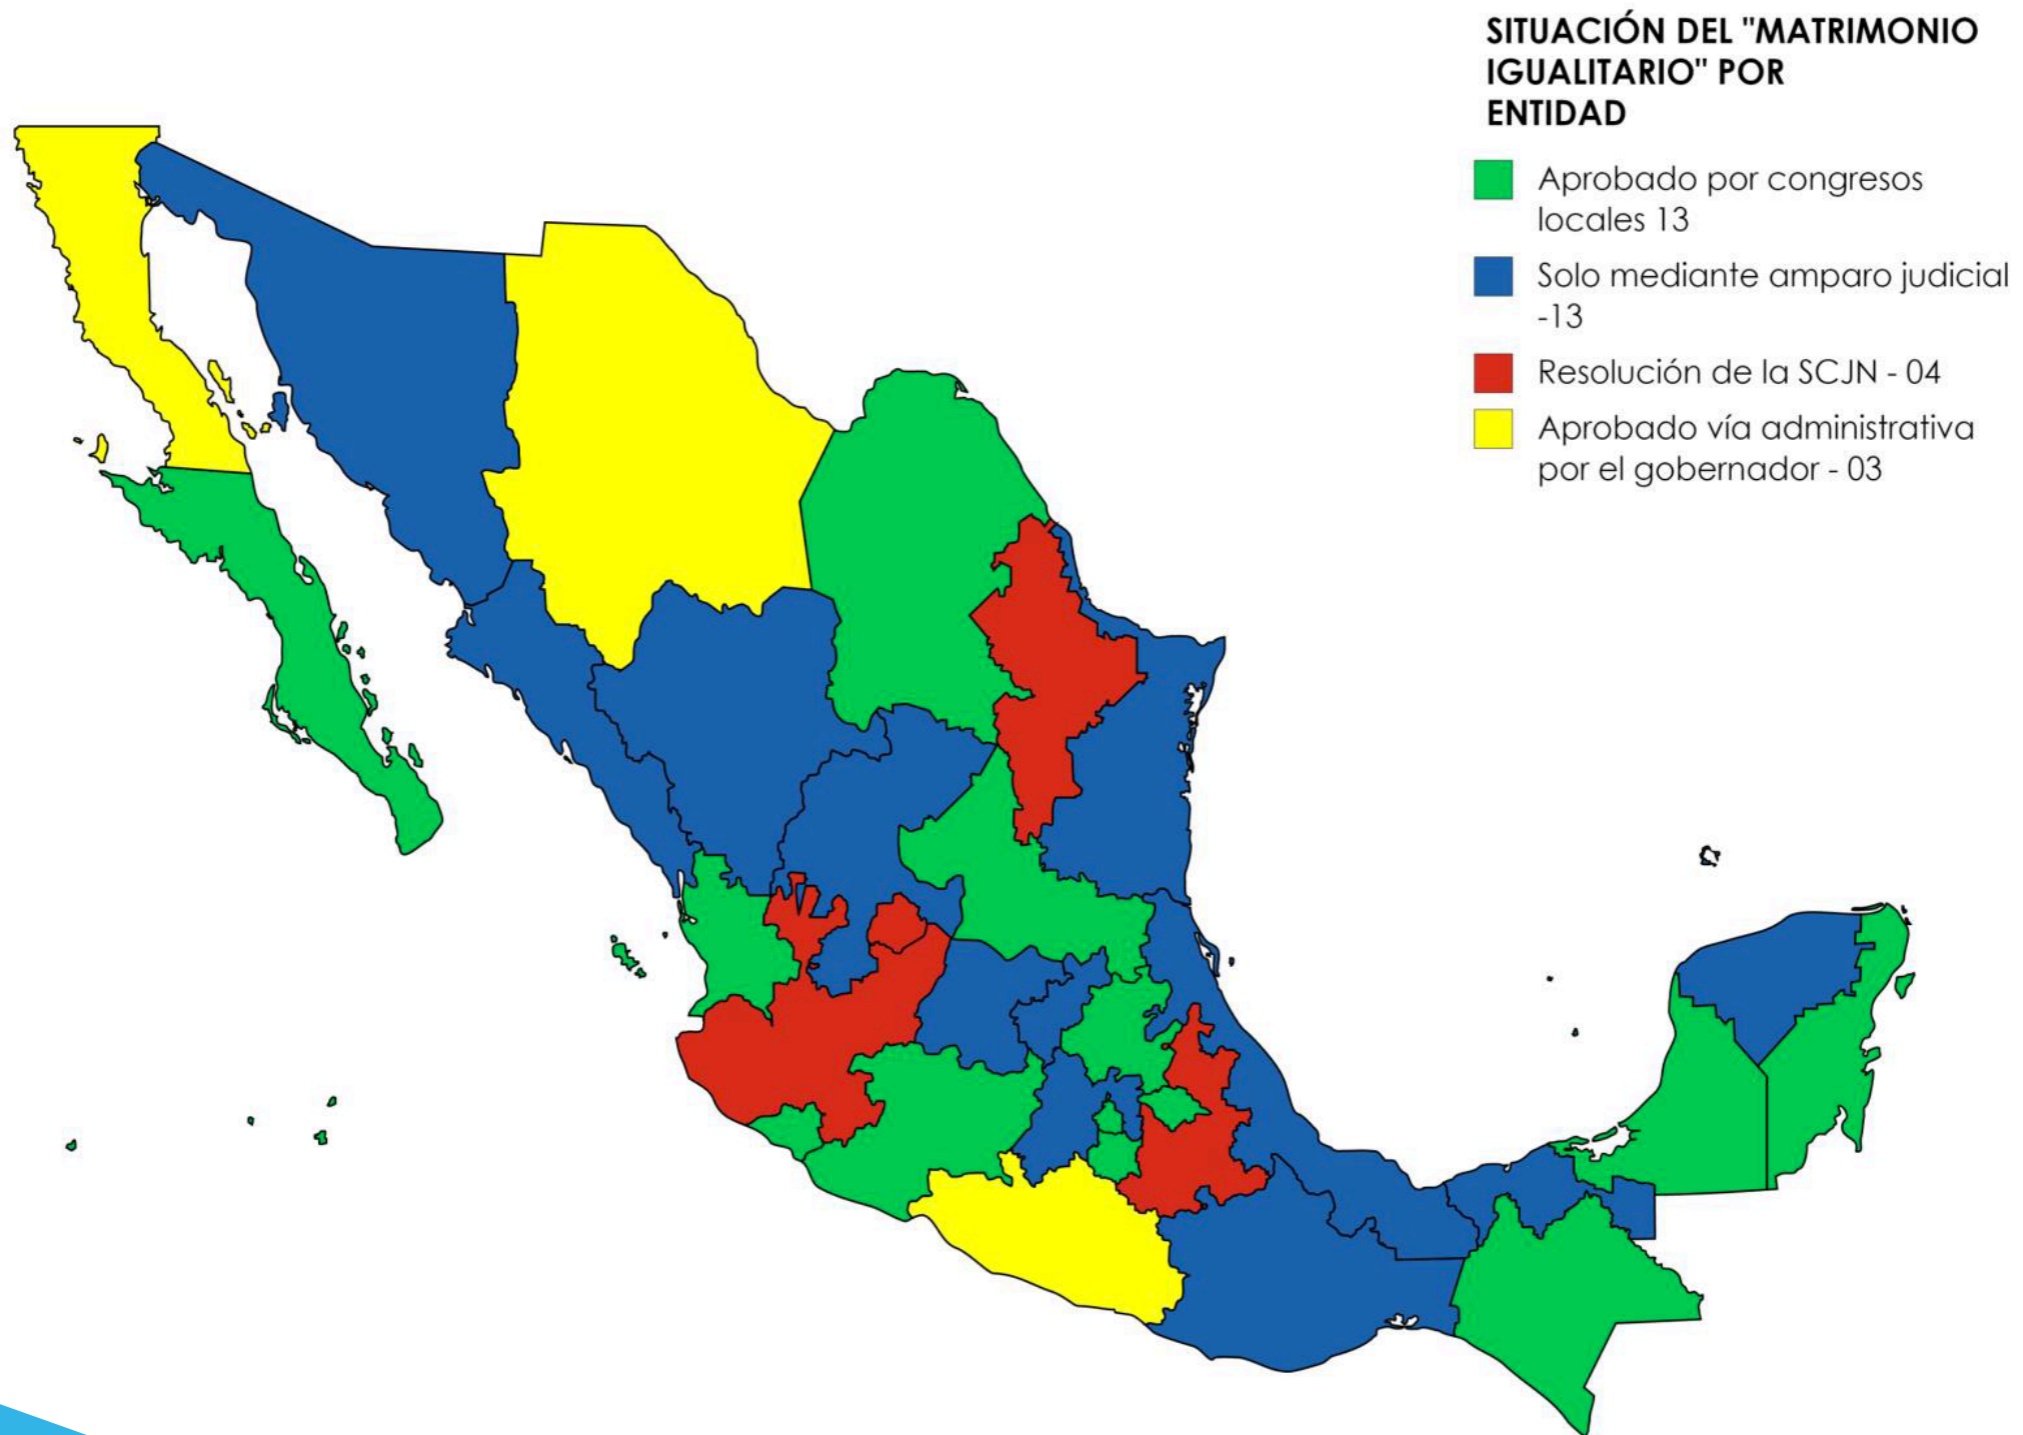 SITUACIÓN DEL "MATRIMONIO
IGUALITARIO" POR
ENTIDAD
Aprobado por congresos
locales 13
Solo mediante amparo judicial
-13
Resolución de la SCJN - 04
Aprobado vía administrativa
por el gobernador - 03